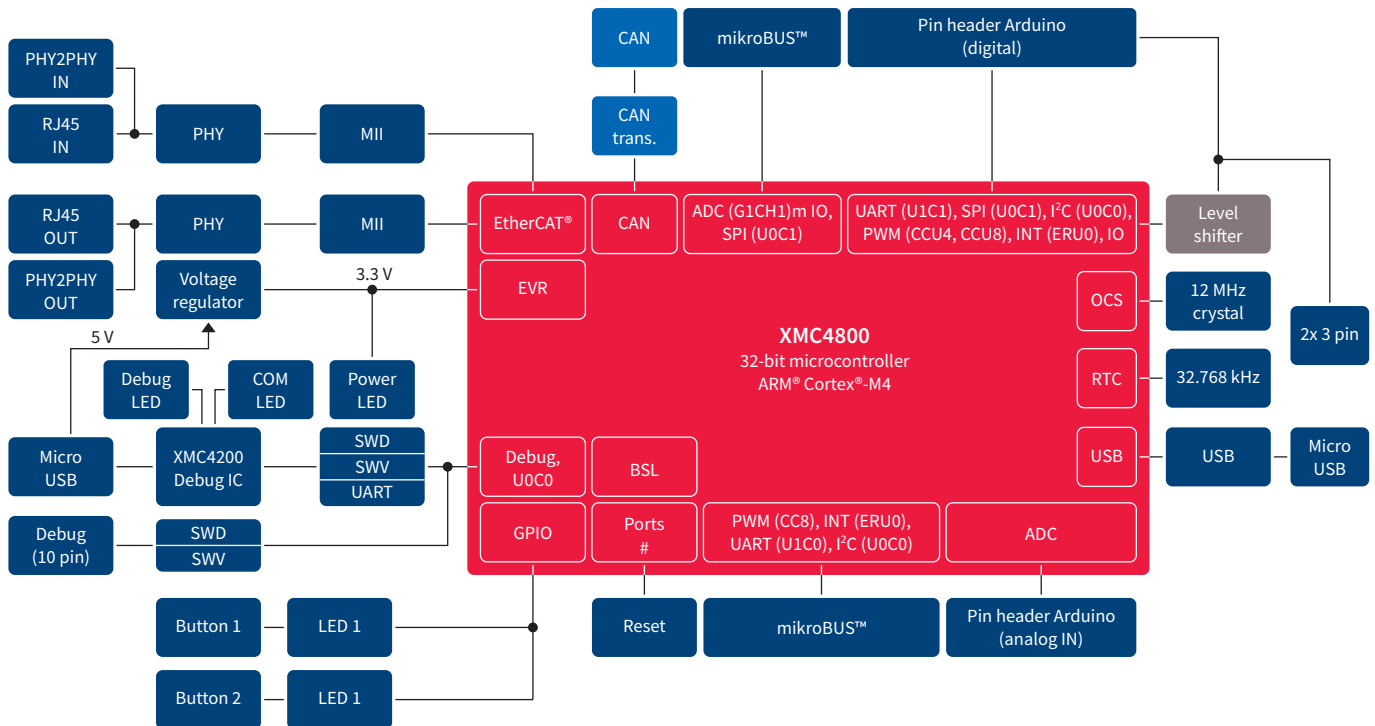 PHY2PHY
IN
RJ45
IN
PHY
MII
CAN
CAN
trans.
mikroBUS™
Pin header Arduino
(digital)
RJ45
OUT
PHY2PHY
OUT
PHY
MII
Voltage
regulator
3.3 V
5 V
EtherCAT®
CAN
ADC (G1CH1)m IO,
SPI (U0C1)
UART (U1C1), SPI (U0C1), I²C (U0C0),
PWM (CCU4, CCU8), INT (ERU0), IO
Level
shifter
EVR
OCS
12 MHz
crystal
2x 3 pin
XMC4800
32-bit microcontroller
ARM® Cortex®-M4
RTC
32.768 kHz
Debug
LED
COM
LED
Power
LED
Micro
USB
XMC4200
Debug IC
SWD
SWV
UART
Debug,
U0C0
BSL
USB
USB
Micro
USB
Debug
(10 pin)
SWD
SWV
GPIO
Ports
#
PWM (CC8), INT (ERU0),
UART (U1C0), I²C (U0C0)
ADC
Button 1
LED 1
Reset
mikroBUS™
Pin header Arduino
(analog IN)
Button 2
LED 1